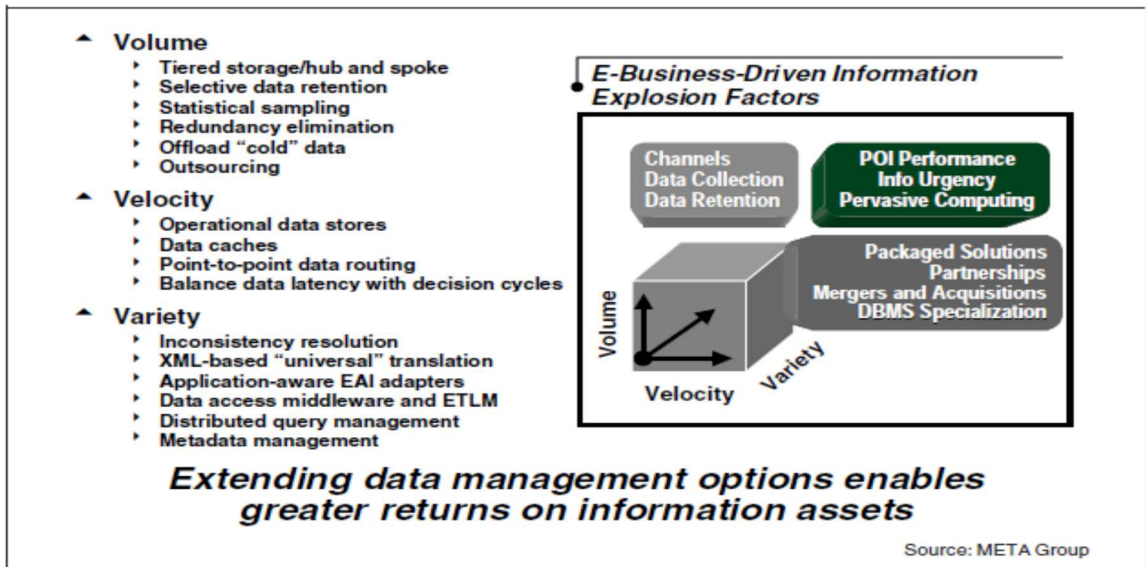 Volume
Tiered storage/hub and spoke
Selective data retention
Statistical sampling
Redundancy elimination
Offload “cold” data
Outsourcing
Velocity
Operational data stores
Data caches
Point-to-point data routing
Balance data latency with decision cycles
Variety
Inconsistency resolution
XML-based “universal” translation
Application-aware EAI adapters
Data access middleware and ETLM
Distributed query management
Metadata management
E-Business-Driven Information
Explosion Factors
Channels
Data Collection
Data Retention
POI Performance
Info Urgency
Pervasive Computing
Packaged Solutions
Partnerships
Mergers and Acquisitions
DBMS Specialization
Volume
Velocity
Variety
Extending data management options enables
greater returns on information assets
Source: META Group